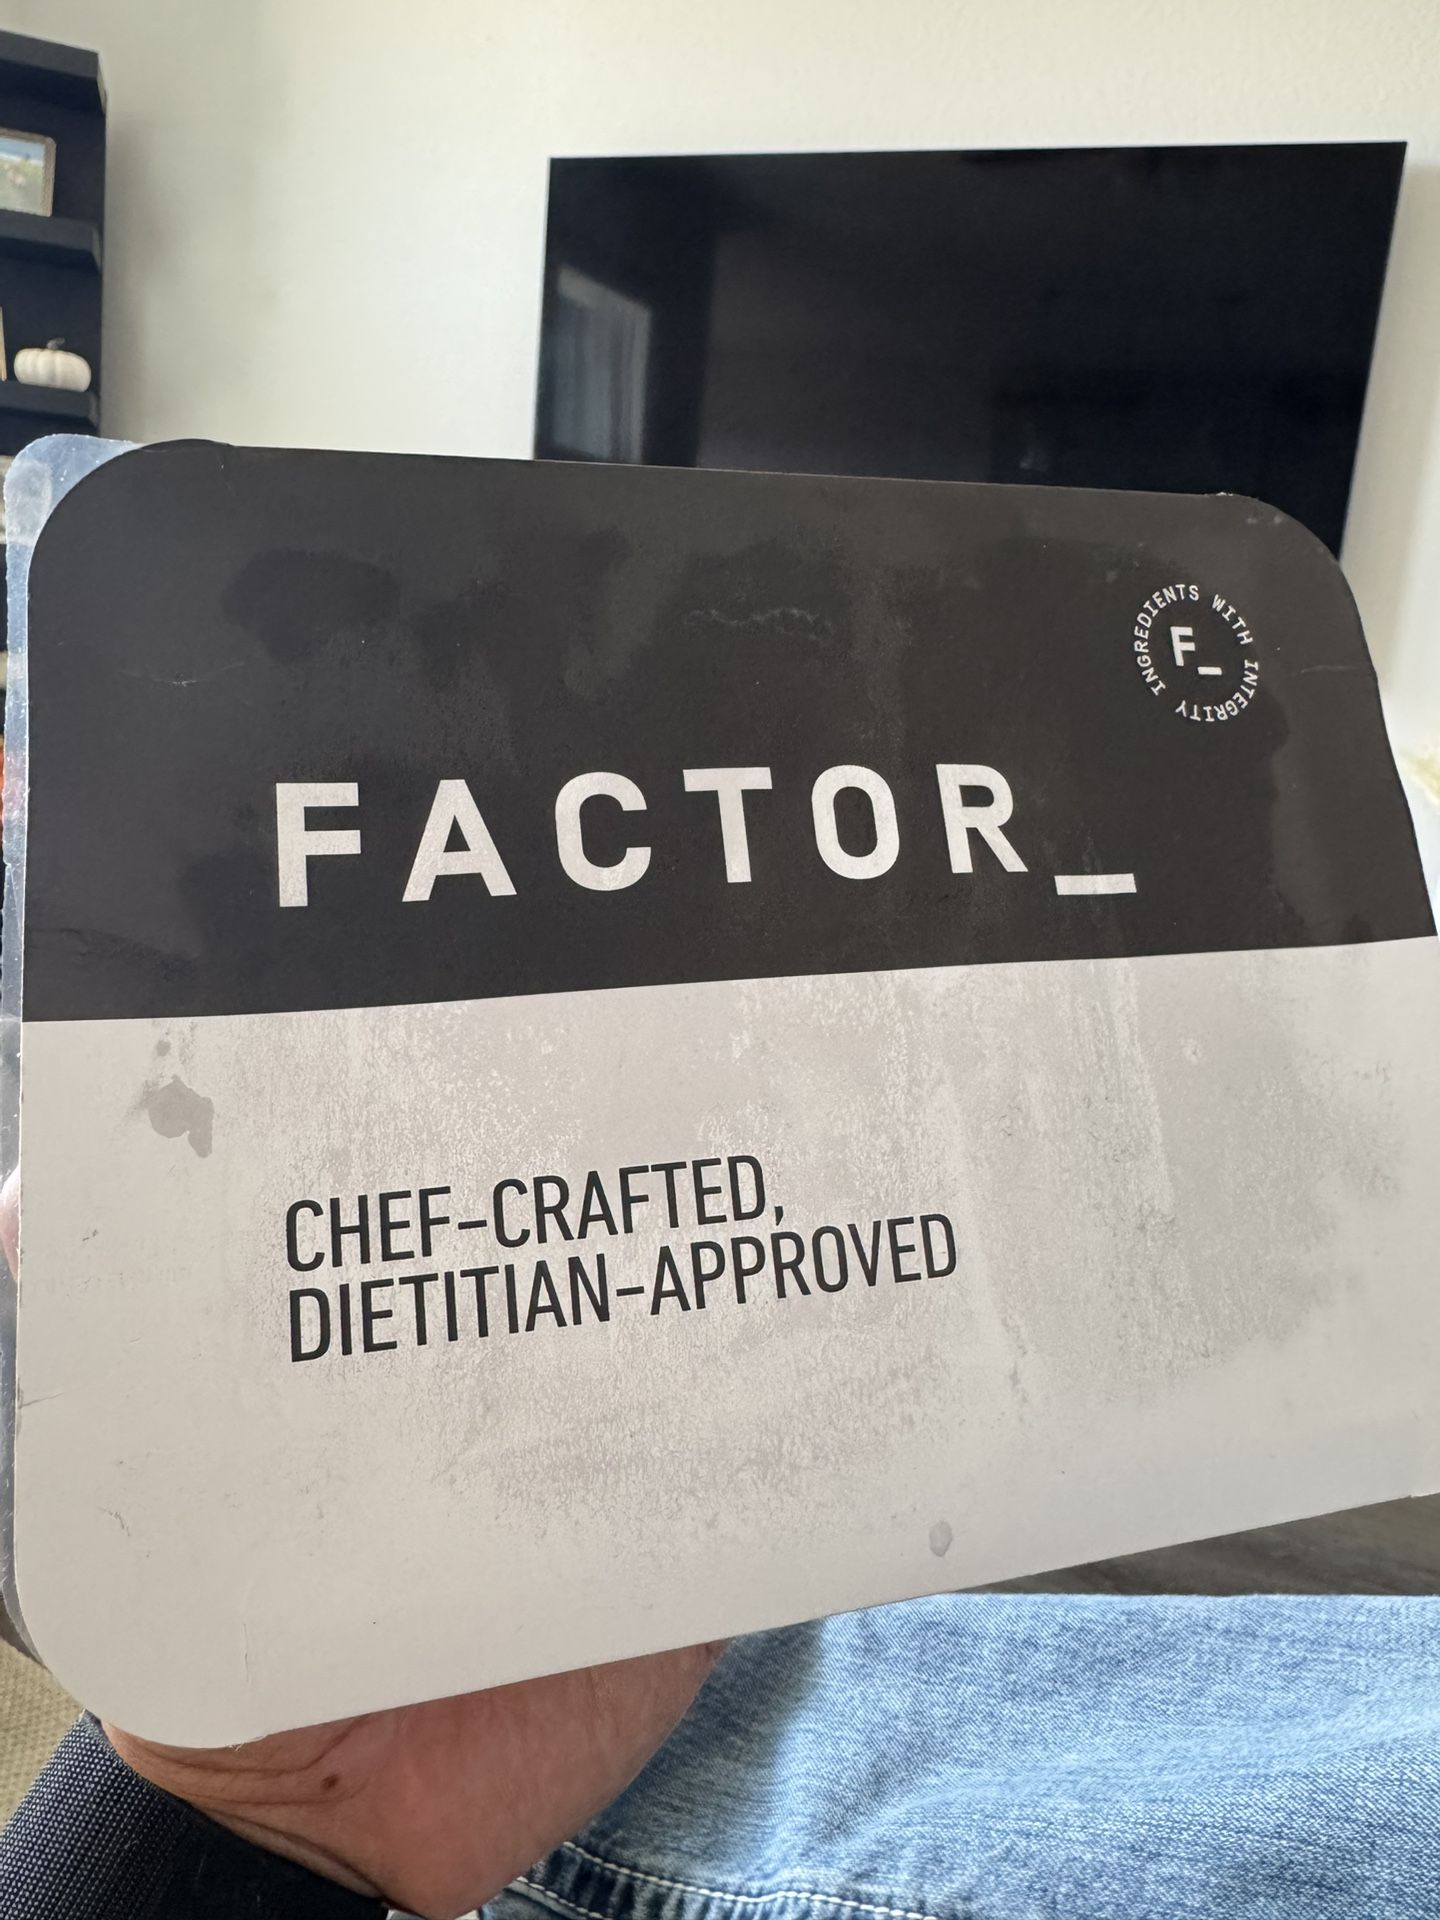 INGREDIENTS WITH INTEGRITY
F_
FACTOR_
CHEF-CRAFTED,
DIETITIAN-APPROVED